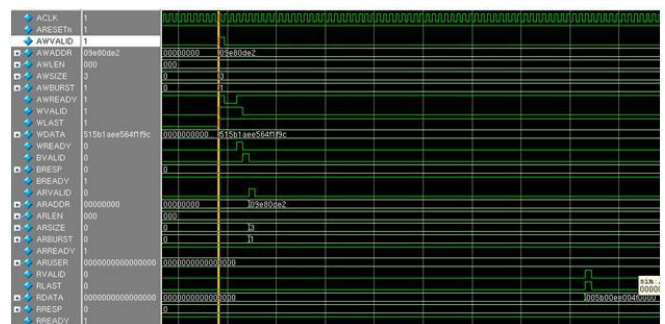 ACLK 1
ARESETn 1
AWVALID 1
AWADDR 09e80de2 00000000 09e80de2
AWLEN 000 000
AWSIZE 3 0 3
AWBURST 1 0 1
AWREADY 1
WVALID 1
WLAST 1
WDATA 515b1aee564f1f9c 0000000000... 515b1aee564f1f9c
WREADY 0
BVALID 0
BRESP 0 0
BREADY 1
ARVALID 0
ARADDR 00000000 00000000 09e80de2
ARLEN 000 000
ARSIZE 0 0 3
ARBURST 0 0 1
ARREADY 1
ARUSER 0000000000000000 0000000000000000
RVALID 0
RLAST 0 sim:
RDATA 0000000000000000 0000000000000000 005b00ea004f0000
RRESP 0 0
RREADY 1